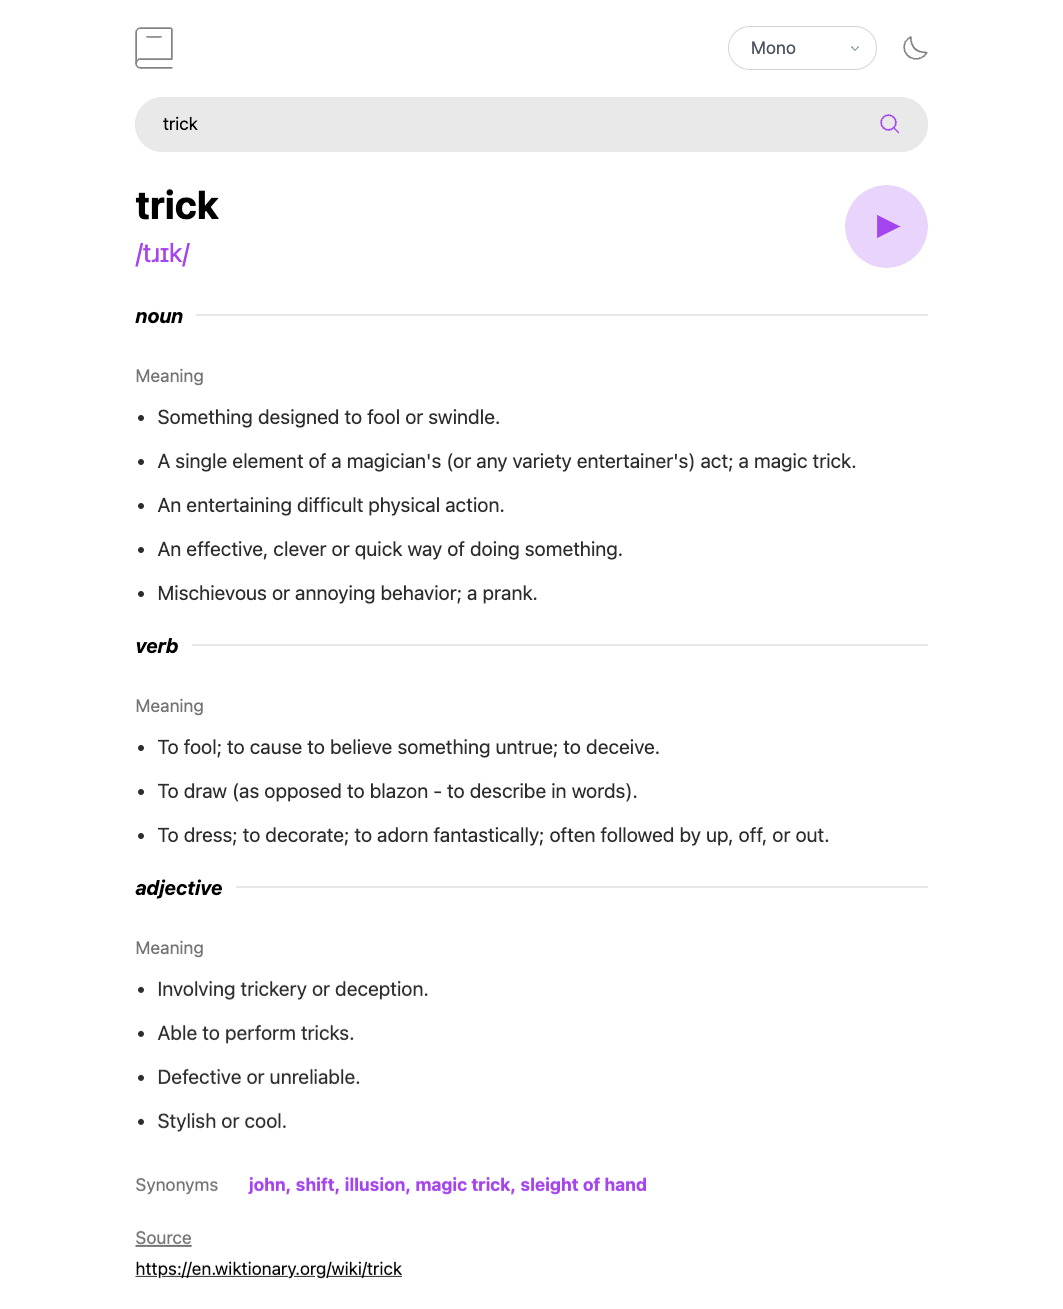 Mono
trick
trick
/tɹɪk/
noun
Meaning
Something designed to fool or swindle.
A single element of a magician's (or any variety entertainer's) act; a magic trick.
An entertaining difficult physical action.
An effective, clever or quick way of doing something.
Mischievous or annoying behavior; a prank.
verb
Meaning
To fool; to cause to believe something untrue; to deceive.
To draw (as opposed to blazon - to describe in words).
To dress; to decorate; to adorn fantastically; often followed by up, off, or out.
adjective
Meaning
Involving trickery or deception.
Able to perform tricks.
Defective or unreliable.
Stylish or cool.
Synonyms john, shift, illusion, magic trick, sleight of hand
Source
https://en.wiktionary.org/wiki/trick